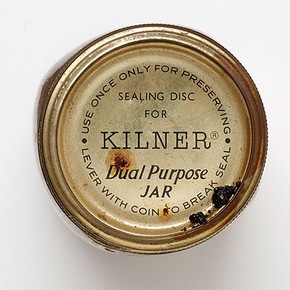 • USE ONCE ONLY FOR PRESERVING •
SEALING DISC
FOR
KILNER®
Dual Purpose
JAR
LEVER WITH COIN TO BREAK SEAL